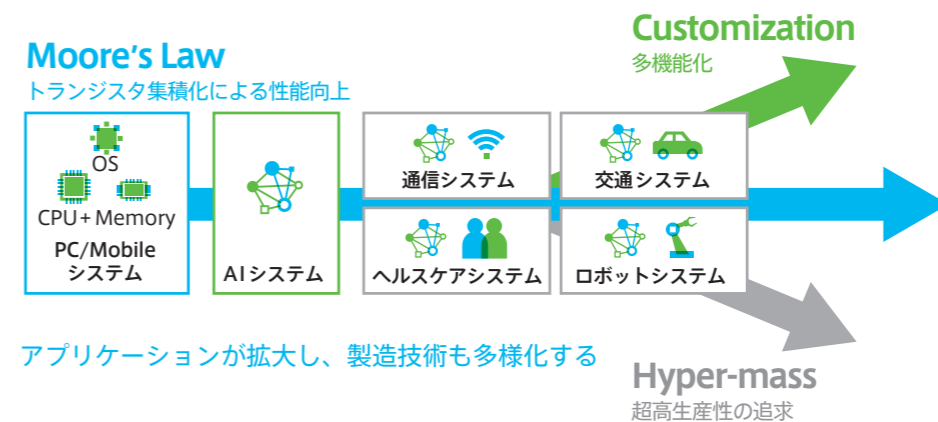 Customization
多機能化
Moore's Law
トランジスタ集積化による性能向上
OS
CPU + Memory
PC/Mobile
システム
AIシステム
通信システム
交通システム
ヘルスケアシステム
ロボットシステム
アプリケーションが拡大し、製造技術も多様化する
Hyper-mass
超高生産性の追求